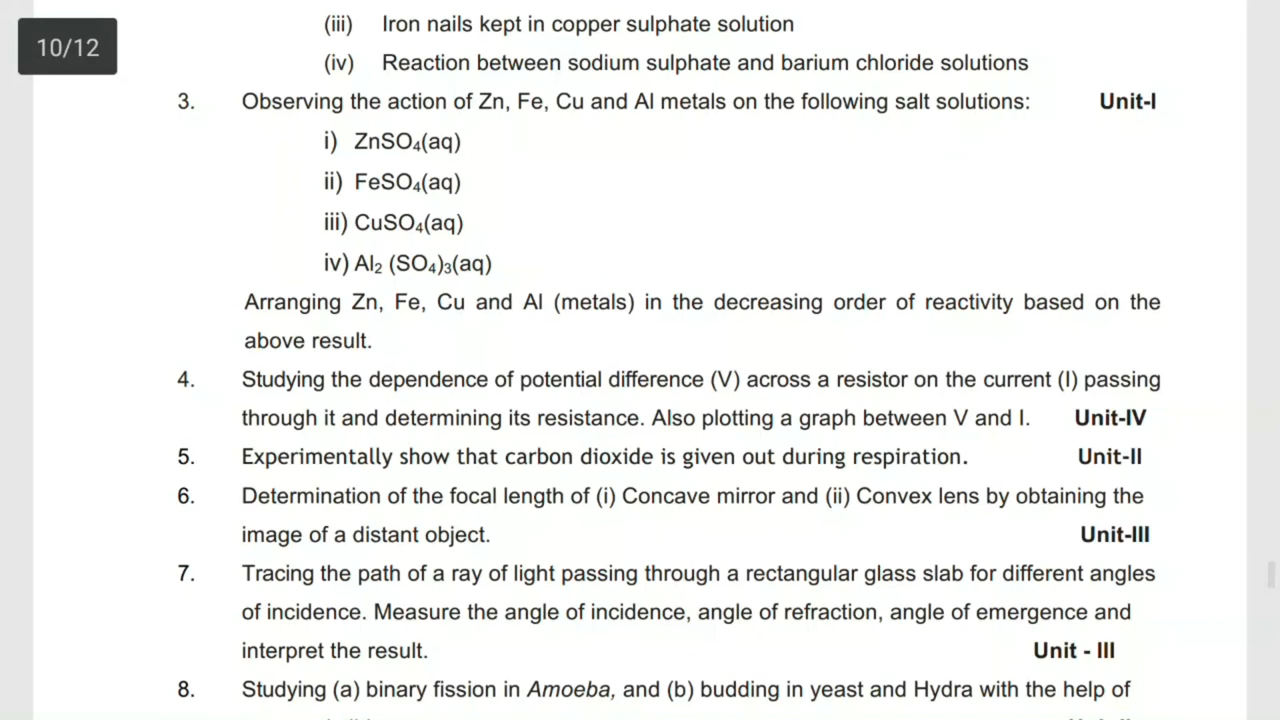 10/12
(iii) Iron nails kept in copper sulphate solution
(iv) Reaction between sodium sulphate and barium chloride solutions
3. Observing the action of Zn, Fe, Cu and Al metals on the following salt solutions: Unit-I
i) ZnSO₄(aq)
ii) FeSO₄(aq)
iii) CuSO₄(aq)
iv) Al₂ (SO₄)₃(aq)
Arranging Zn, Fe, Cu and Al (metals) in the decreasing order of reactivity based on the
above result.
4. Studying the dependence of potential difference (V) across a resistor on the current (I) passing
through it and determining its resistance. Also plotting a graph between V and I. Unit-IV
5. Experimentally show that carbon dioxide is given out during respiration. Unit-II
6. Determination of the focal length of (i) Concave mirror and (ii) Convex lens by obtaining the
image of a distant object. Unit-III
7. Tracing the path of a ray of light passing through a rectangular glass slab for different angles
of incidence. Measure the angle of incidence, angle of refraction, angle of emergence and
interpret the result. Unit - III
8. Studying (a) binary fission in Amoeba, and (b) budding in yeast and Hydra with the help of